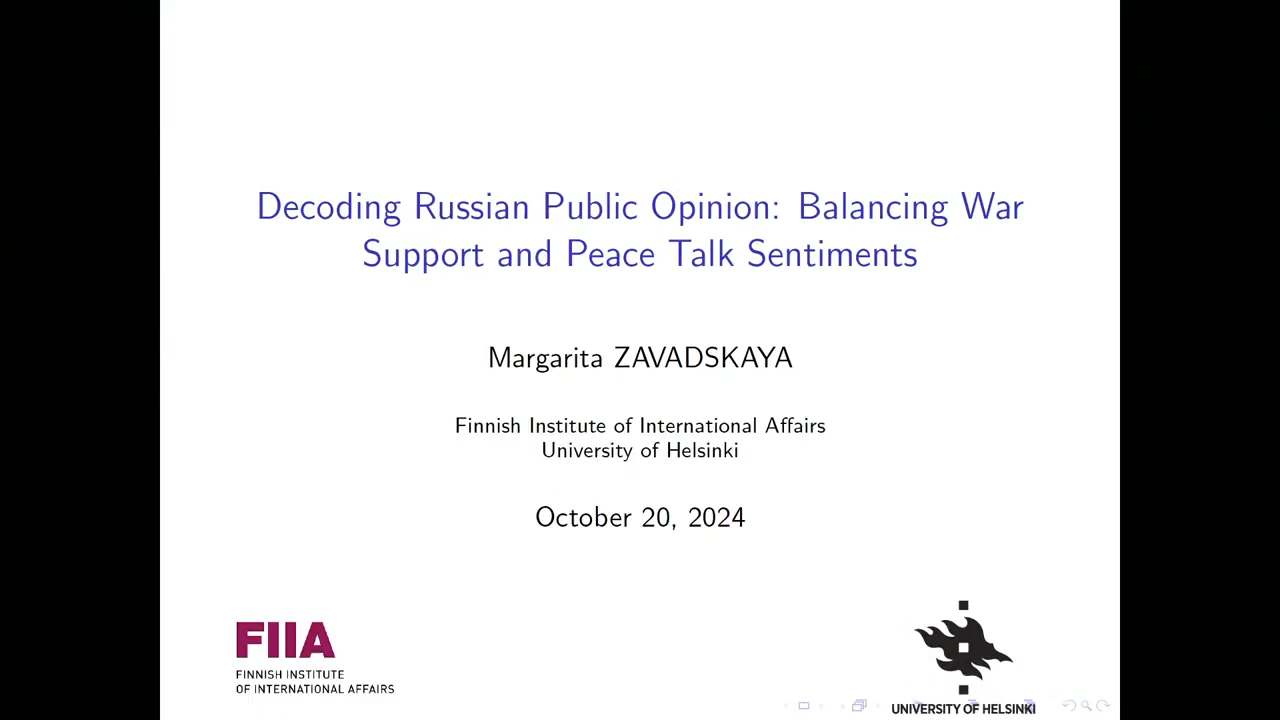 Decoding Russian Public Opinion: Balancing War
Support and Peace Talk Sentiments
Margarita ZAVADSKAYA
Finnish Institute of International Affairs
University of Helsinki
October 20, 2024
FIIA
FINNISH INSTITUTE
OF INTERNATIONAL AFFAIRS
UNIVERSITY OF HELSINKI